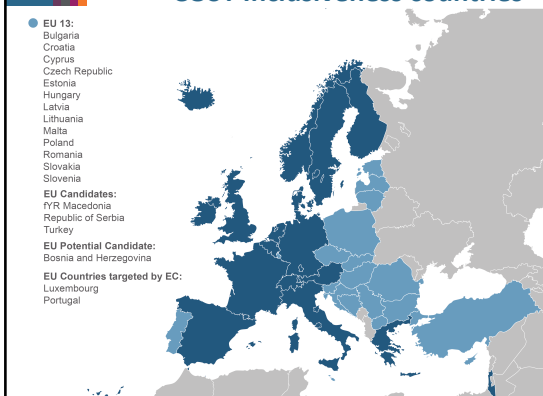 EU 13:
Bulgaria
Croatia
Cyprus
Czech Republic
Estonia
Hungary
Latvia
Lithuania
Malta
Poland
Romania
Slovakia
Slovenia
EU Candidates:
fYR Macedonia
Republic of Serbia
Turkey
EU Potential Candidate:
Bosnia and Herzegovina
EU Countries targeted by EC:
Luxembourg
Portugal